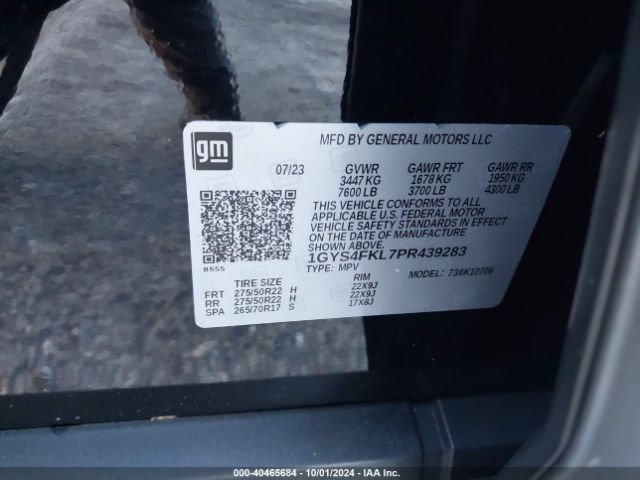 gm
MFD BY GENERAL MOTORS LLC
07/23 GVWR GAWR FRT GAWR RR
3447 KG 1678 KG 1950 KG
7600 LB 3700 LB 4300 LB
THIS VEHICLE CONFORMS TO ALL
APPLICABLE U.S. FEDERAL MOTOR
VEHICLE SAFETY STANDARDS IN EFFECT
ON THE DATE OF MANUFACTURE
SHOWN ABOVE.
1GYS4FKL7PR439283
B555 TYPE: MPV MODEL: 736K10706
TIRE SIZE RIM
FRT 275/50R22 H 22X9J
RR 275/50R22 H 22X9J
SPA 265/70R17 S 17X8J
000-40465684 - 10/01/2024 - IAA Inc.